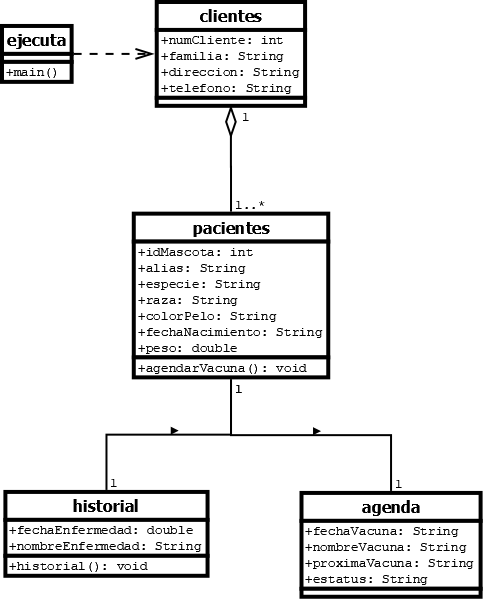 clientes
+numCliente: int
+familia: String
+direccion: String
+telefono: String
ejecuta
+main()
1
1..*
pacientes
+idMascota: int
+alias: String
+especie: String
+raza: String
+colorPelo: String
+fechaNacimiento: String
+peso: double
+agendarVacuna(): void
1
1
historial
+fechaEnfermedad: double
+nombreEnfermedad: String
+historial(): void
1
agenda
+fechaVacuna: String
+nombreVacuna: String
+proximaVacuna: String
+estatus: String